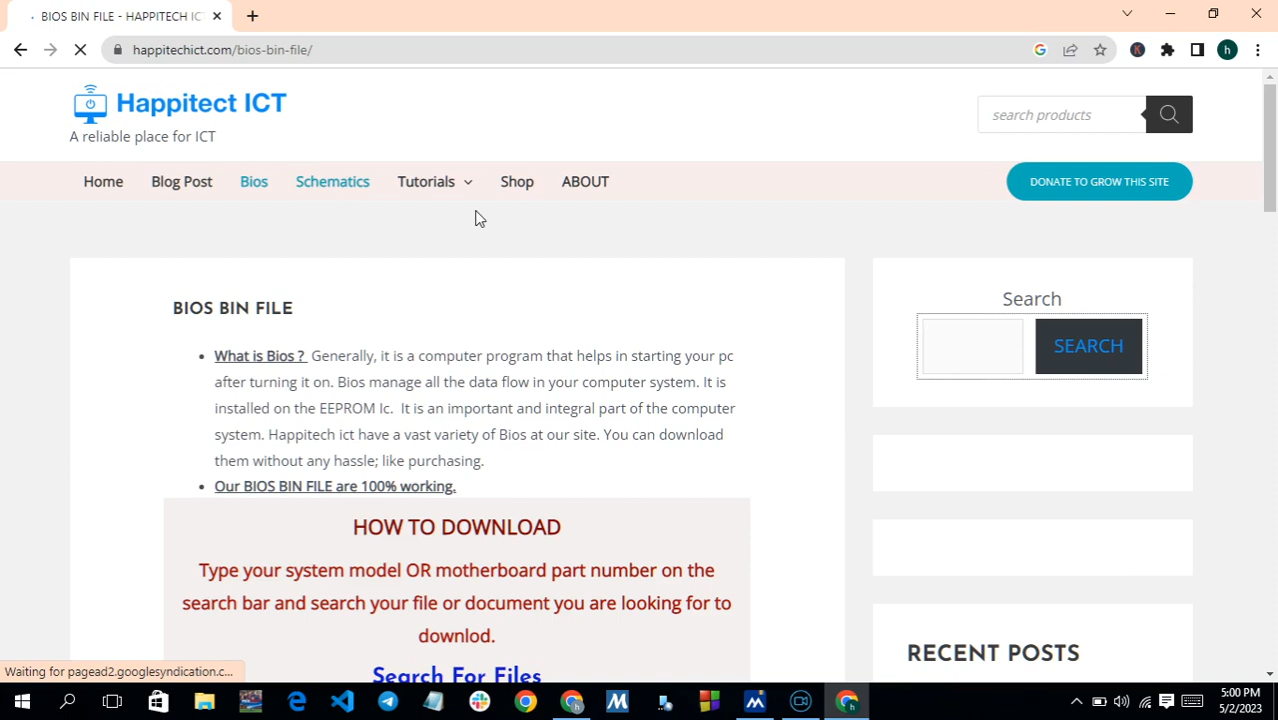 BIOS BIN FILE - HAPPITECH IC
happitechict.com/bios-bin-file/
K
h
Happitect ICT
A reliable place for ICT
search products
Home
Blog Post
Bios
Schematics
Tutorials
Shop
ABOUT
DONATE TO GROW THIS SITE
BIOS BIN FILE
What is Bios ? Generally, it is a computer program that helps in starting your pc
after turning it on. Bios manage all the data flow in your computer system. It is
installed on the EEPROM Ic. It is an important and integral part of the computer
system. Happitech ict have a vast variety of Bios at our site. You can download
them without any hassle; like purchasing.
Our BIOS BIN FILE are 100% working.
HOW TO DOWNLOAD
Type your system model OR motherboard part number on the
search bar and search your file or document you are looking for to
downlod.
Search For Files
Search
SEARCH
RECENT POSTS
Waiting for pagead2.googlesyndication.c...
5:00 PM
5/2/2023